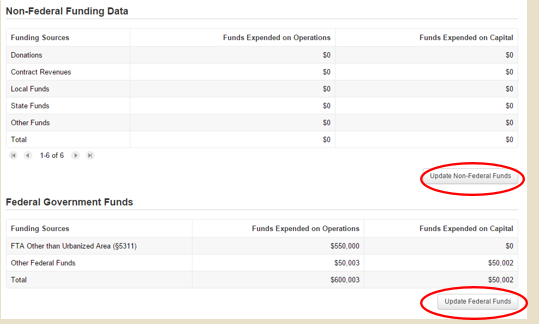 Non-Federal Funding Data
Funding Sources Funds Expended on Operations Funds Expended on Capital
Donations $0 $0
Contract Revenues $0 $0
Local Funds $0 $0
State Funds $0 $0
Other Funds $0 $0
Total $0 $0
1-6 of 6
Update Non-Federal Funds
Federal Government Funds
Funding Sources Funds Expended on Operations Funds Expended on Capital
FTA Other than Urbanized Area (§5311) $550,000 $0
Other Federal Funds $50,003 $50,002
Total $600,003 $50,002
Update Federal Funds